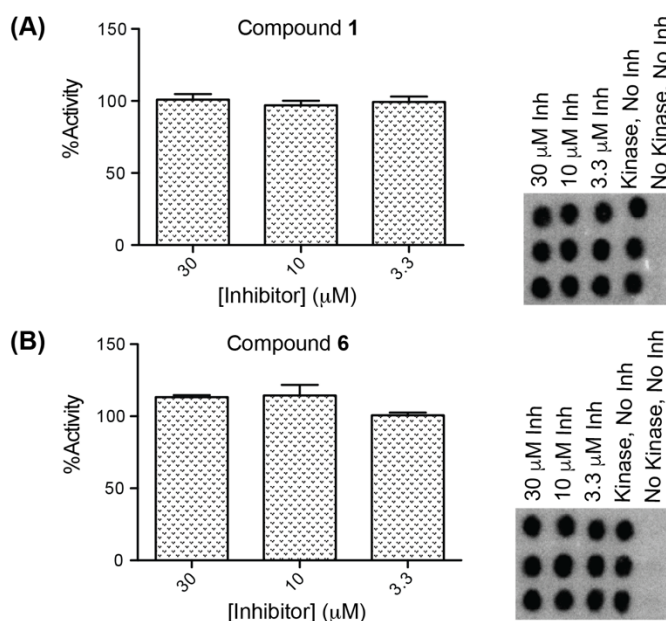 (A)
Compound 1
%Activity
150
100
50
0
30
10
3.3
[Inhibitor] (μM)
30 μM Inh
10 μM Inh
3.3 μM Inh
Kinase, No Inh
No Kinase, No Inh
(B)
Compound 6
%Activity
150
100
50
0
30
10
3.3
[Inhibitor] (μM)
30 μM Inh
10 μM Inh
3.3 μM Inh
Kinase, No Inh
No Kinase, No Inh